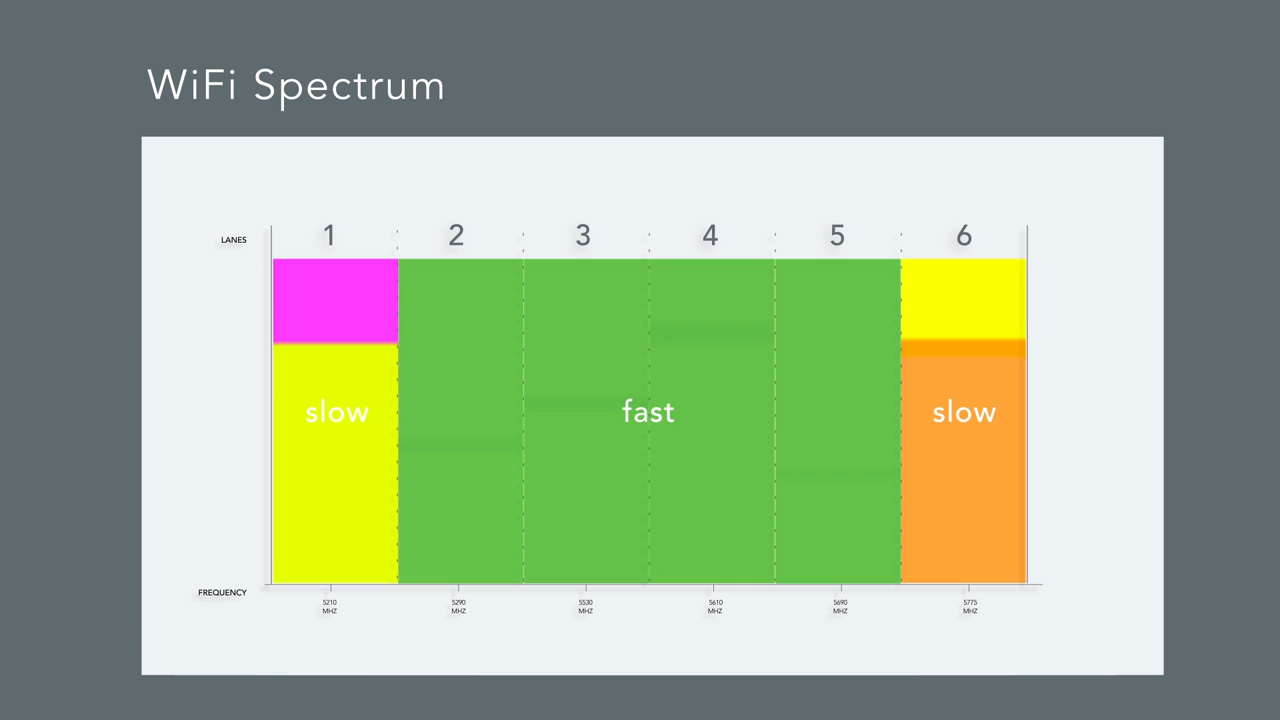 WiFi Spectrum
LANES 1 2 3 4 5 6
slow fast slow
FREQUENCY 5210 5290 5530 5610 5690 5775
MHZ MHZ MHZ MHZ MHZ MHZ